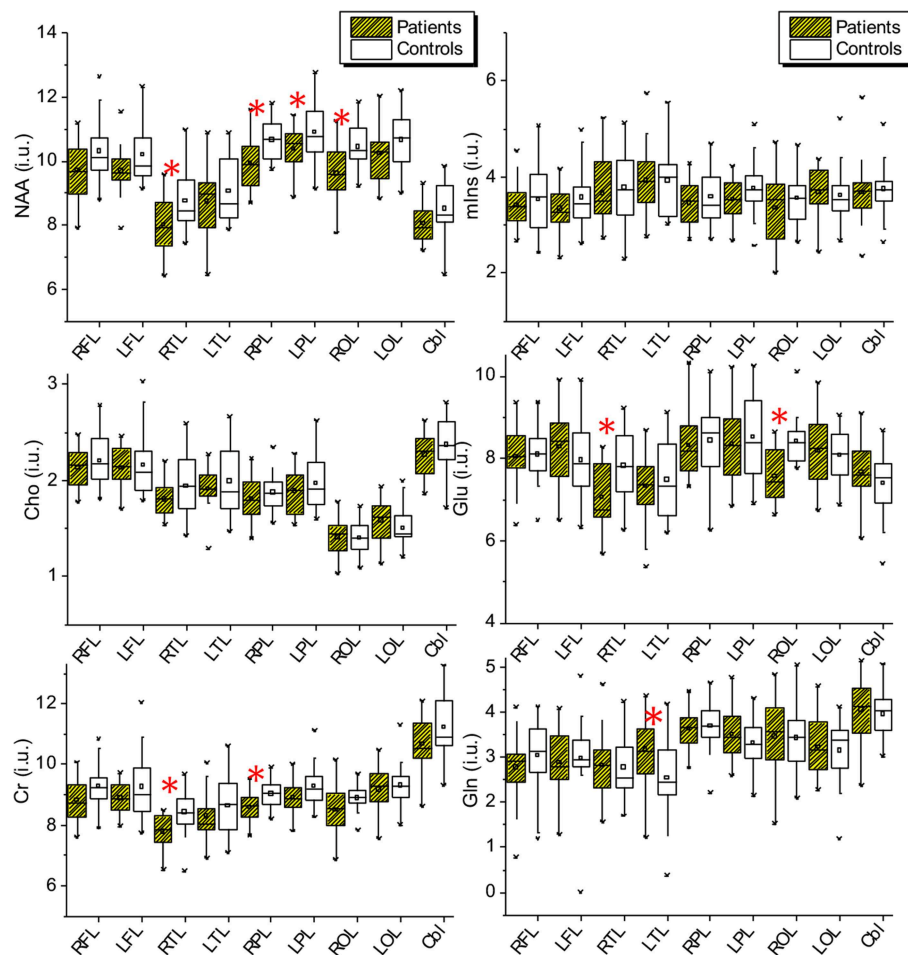 Patients
Controls
NAA (i.u.)
14
12
10
8
6
RFL
LFL
RTL
LTL
RPL
LPL
ROL
LOL
Cbl
*
*
*
*
Patients
Controls
mIns (i.u.)
6
4
2
RFL
LFL
RTL
LTL
RPL
LPL
ROL
LOL
Cbl
Cho (i.u.)
3
2
1
RFL
LFL
RTL
LTL
RPL
LPL
ROL
LOL
Cbl
Glu (i.u.)
10
8
6
4
RFL
LFL
RTL
LTL
RPL
LPL
ROL
LOL
Cbl
*
*
Cr (i.u.)
12
10
8
6
RFL
LFL
RTL
LTL
RPL
LPL
ROL
LOL
Cbl
*
*
Gln (i.u.)
5
4
3
2
1
0
RFL
LFL
RTL
LTL
RPL
LPL
ROL
LOL
Cbl
*